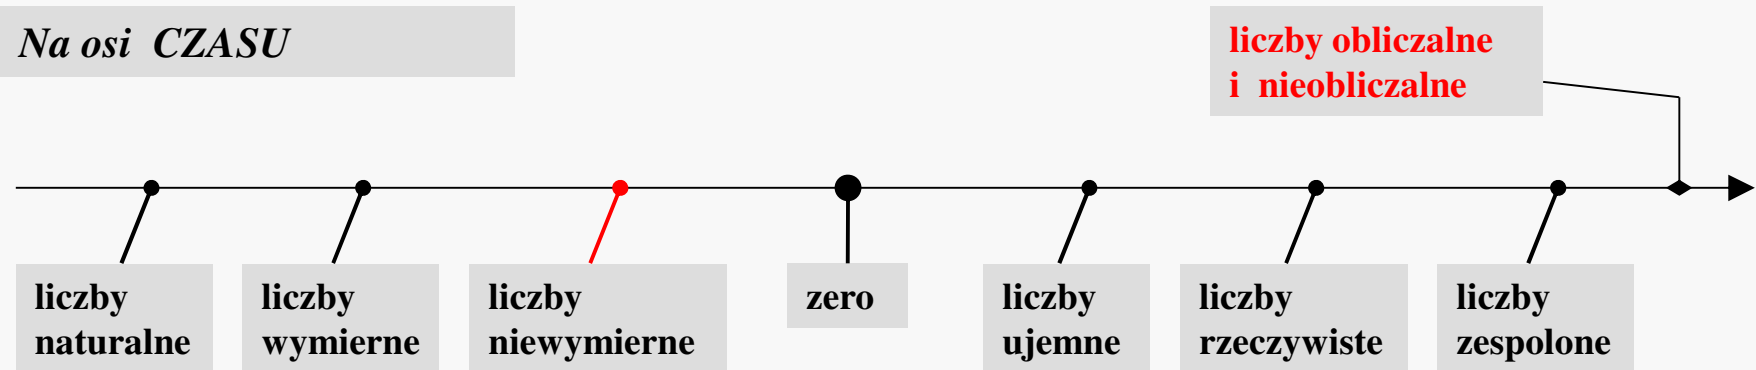 Na osi CZASU
liczby obliczalne
i nieobliczalne
liczby
naturalne
liczby
wymierne
liczby
niewymierne
zero
liczby
ujemne
liczby
rzeczywiste
liczby
zespolone